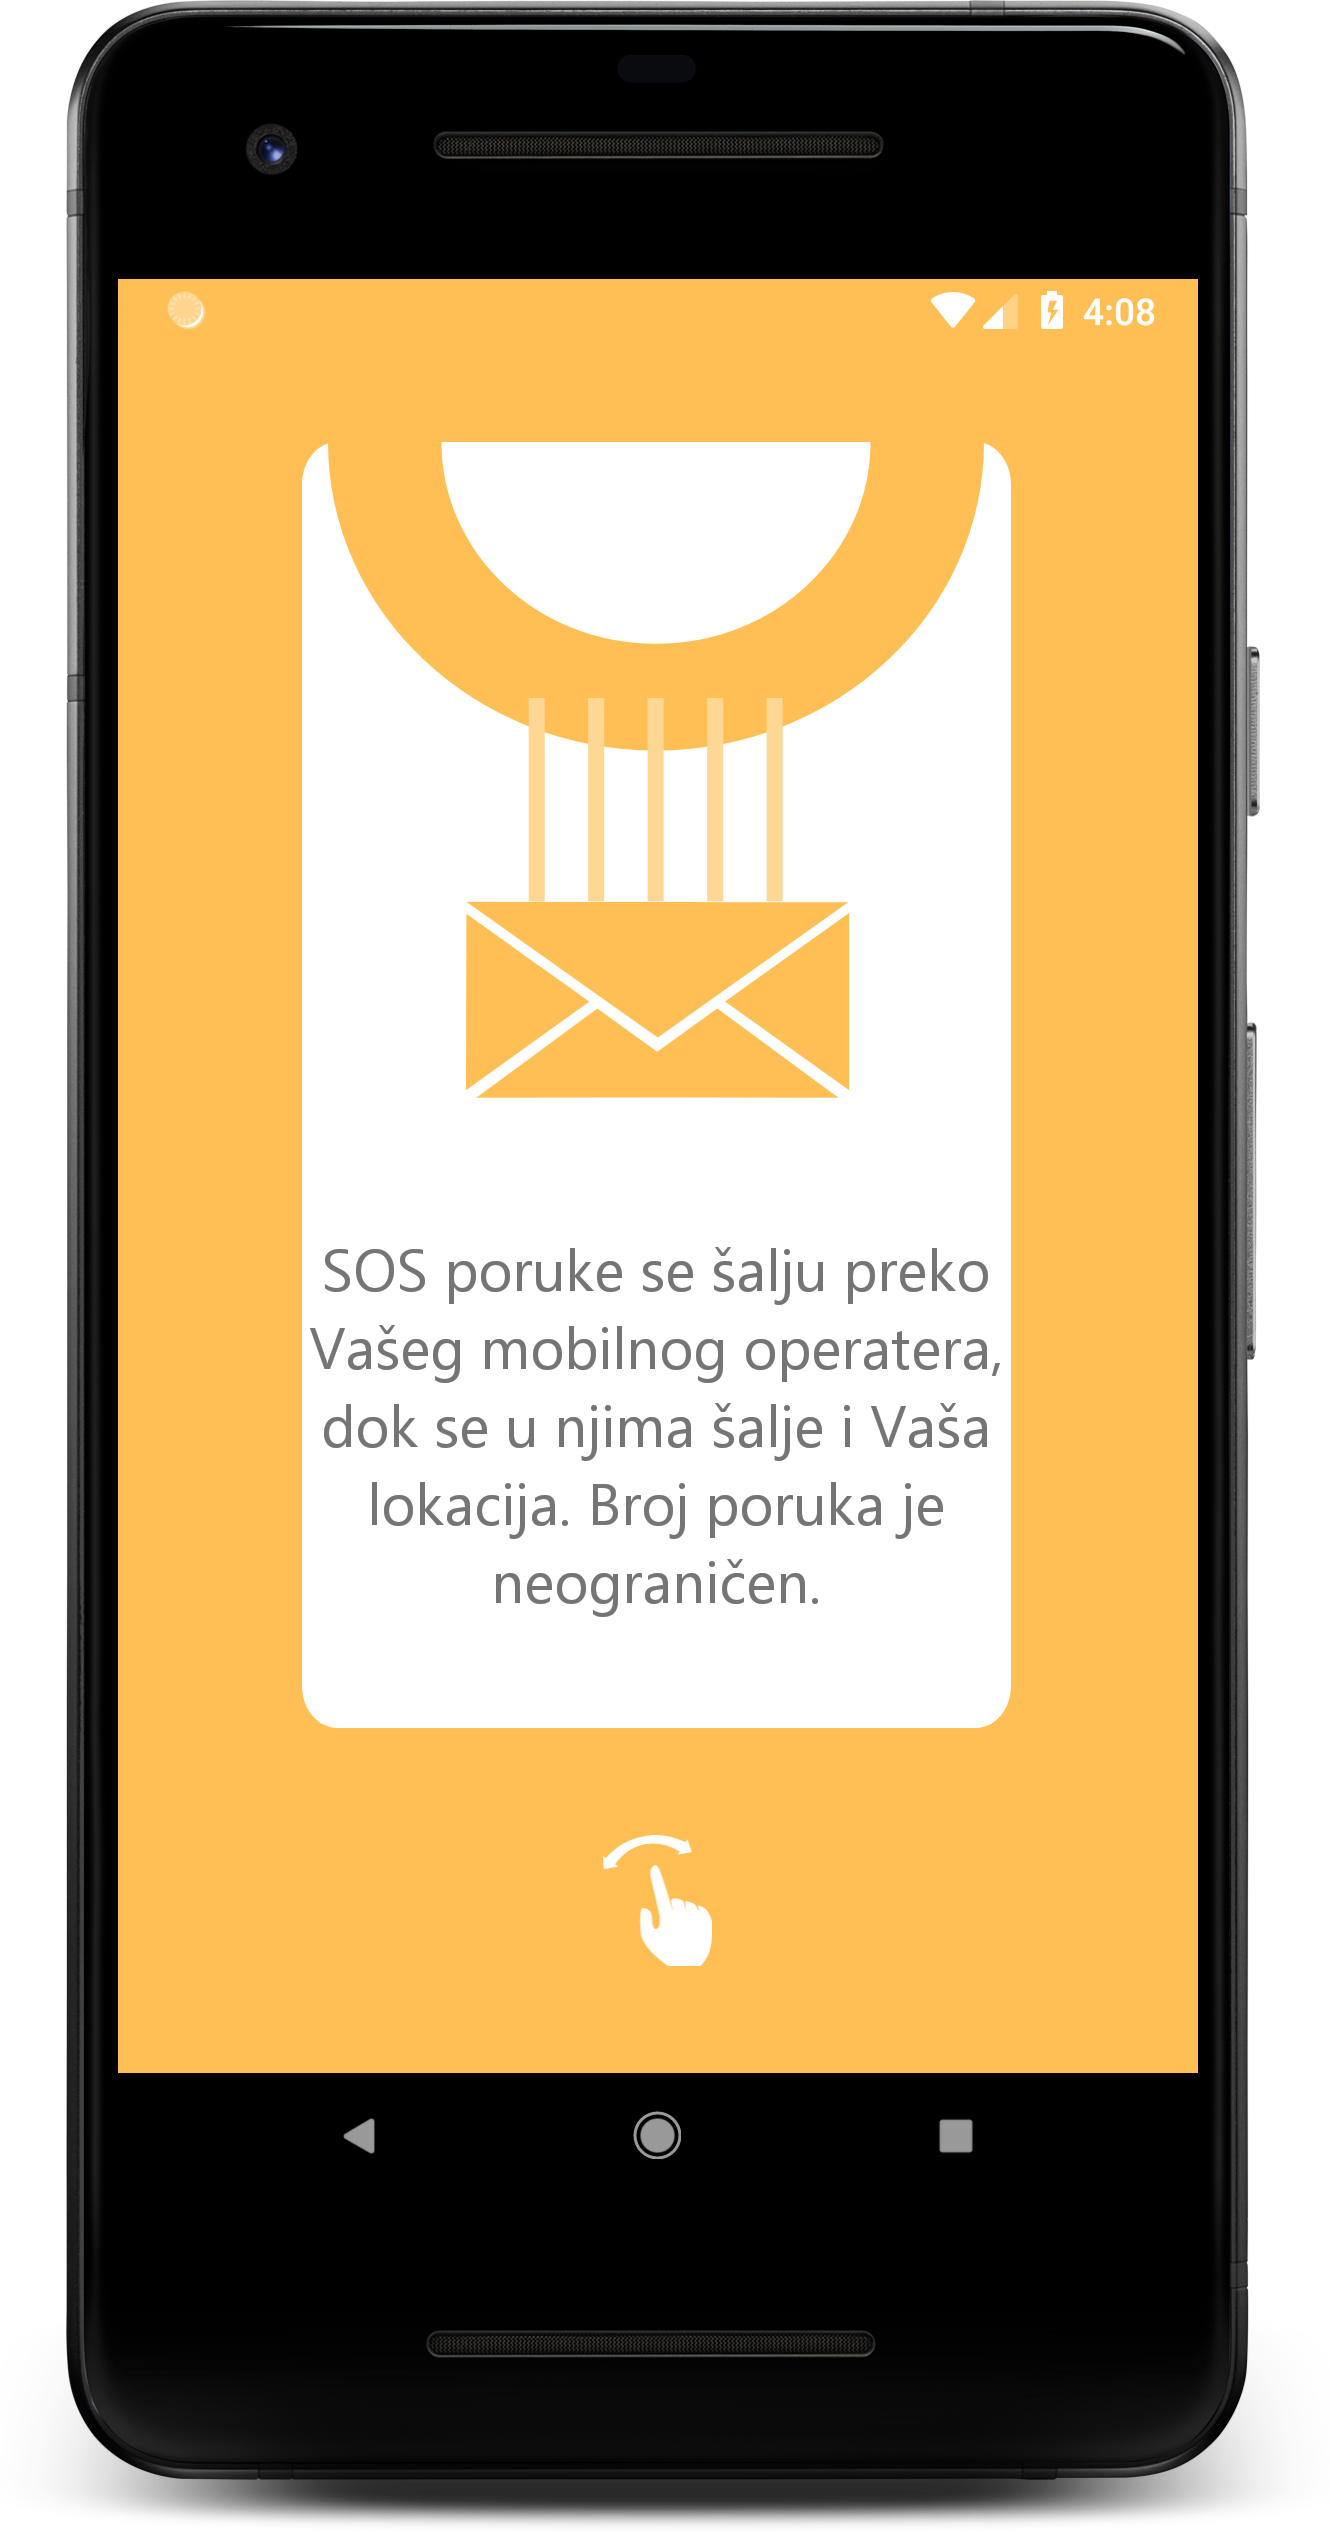 4:08
SOS poruke se šalju preko
Vašeg mobilnog operatera,
dok se u njima šalje i Vaša
lokacija. Broj poruka je
neograničen.